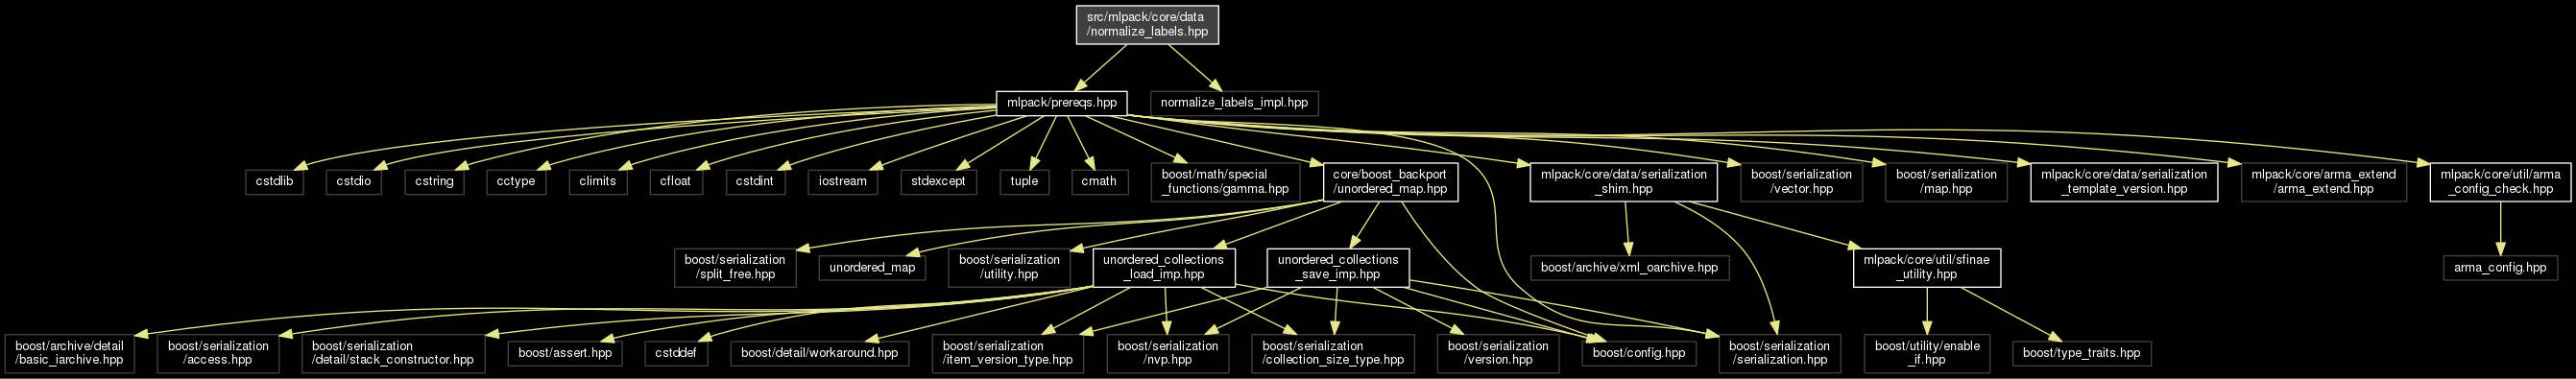 src/mlpack/core/data
/normalize_labels.hpp
mlpack/prereqs.hpp
normalize_labels_impl.hpp
cstdlib
cstdio
cstring
cctype
climits
cfloat
cstdint
iostream
stdexcept
tuple
cmath
boost/math/special
_functions/gamma.hpp
core/boost_backport
/unordered_map.hpp
mlpack/core/data/serialization
_shim.hpp
boost/serialization
/vector.hpp
boost/serialization
/map.hpp
mlpack/core/data/serialization
_template_version.hpp
mlpack/core/arma_extend
/arma_extend.hpp
mlpack/core/util/arma
_config_check.hpp
boost/serialization
/split_free.hpp
unordered_map
boost/serialization
/utility.hpp
unordered_collections
_load_imp.hpp
unordered_collections
_save_imp.hpp
boost/archive/xml_oarchive.hpp
mlpack/core/util/sfinae
_utility.hpp
arma_config.hpp
boost/archive/detail
/basic_iarchive.hpp
boost/serialization
/access.hpp
boost/serialization
/detail/stack_constructor.hpp
boost/assert.hpp
cstddef
boost/detail/workaround.hpp
boost/serialization
/item_version_type.hpp
boost/serialization
/nvp.hpp
boost/serialization
/collection_size_type.hpp
boost/serialization
/version.hpp
boost/config.hpp
boost/serialization
/serialization.hpp
boost/utility/enable
_if.hpp
boost/type_traits.hpp